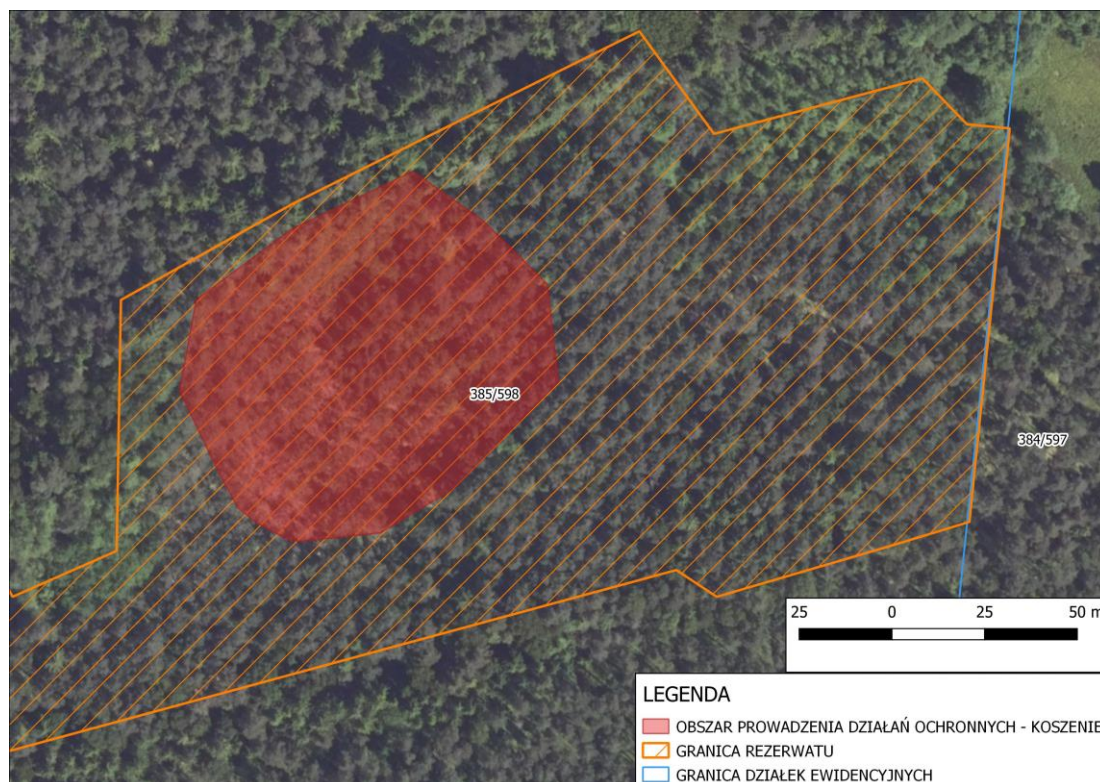 385/598
384/597
25 0 25 50 m
LEGENDA
OBSZAR PROWADZENIA DZIAŁAŃ OCHRONNYCH - KOSZENIE
GRANICA REZERWATU
GRANICA DZIAŁEK EWIDENCYJNYCH